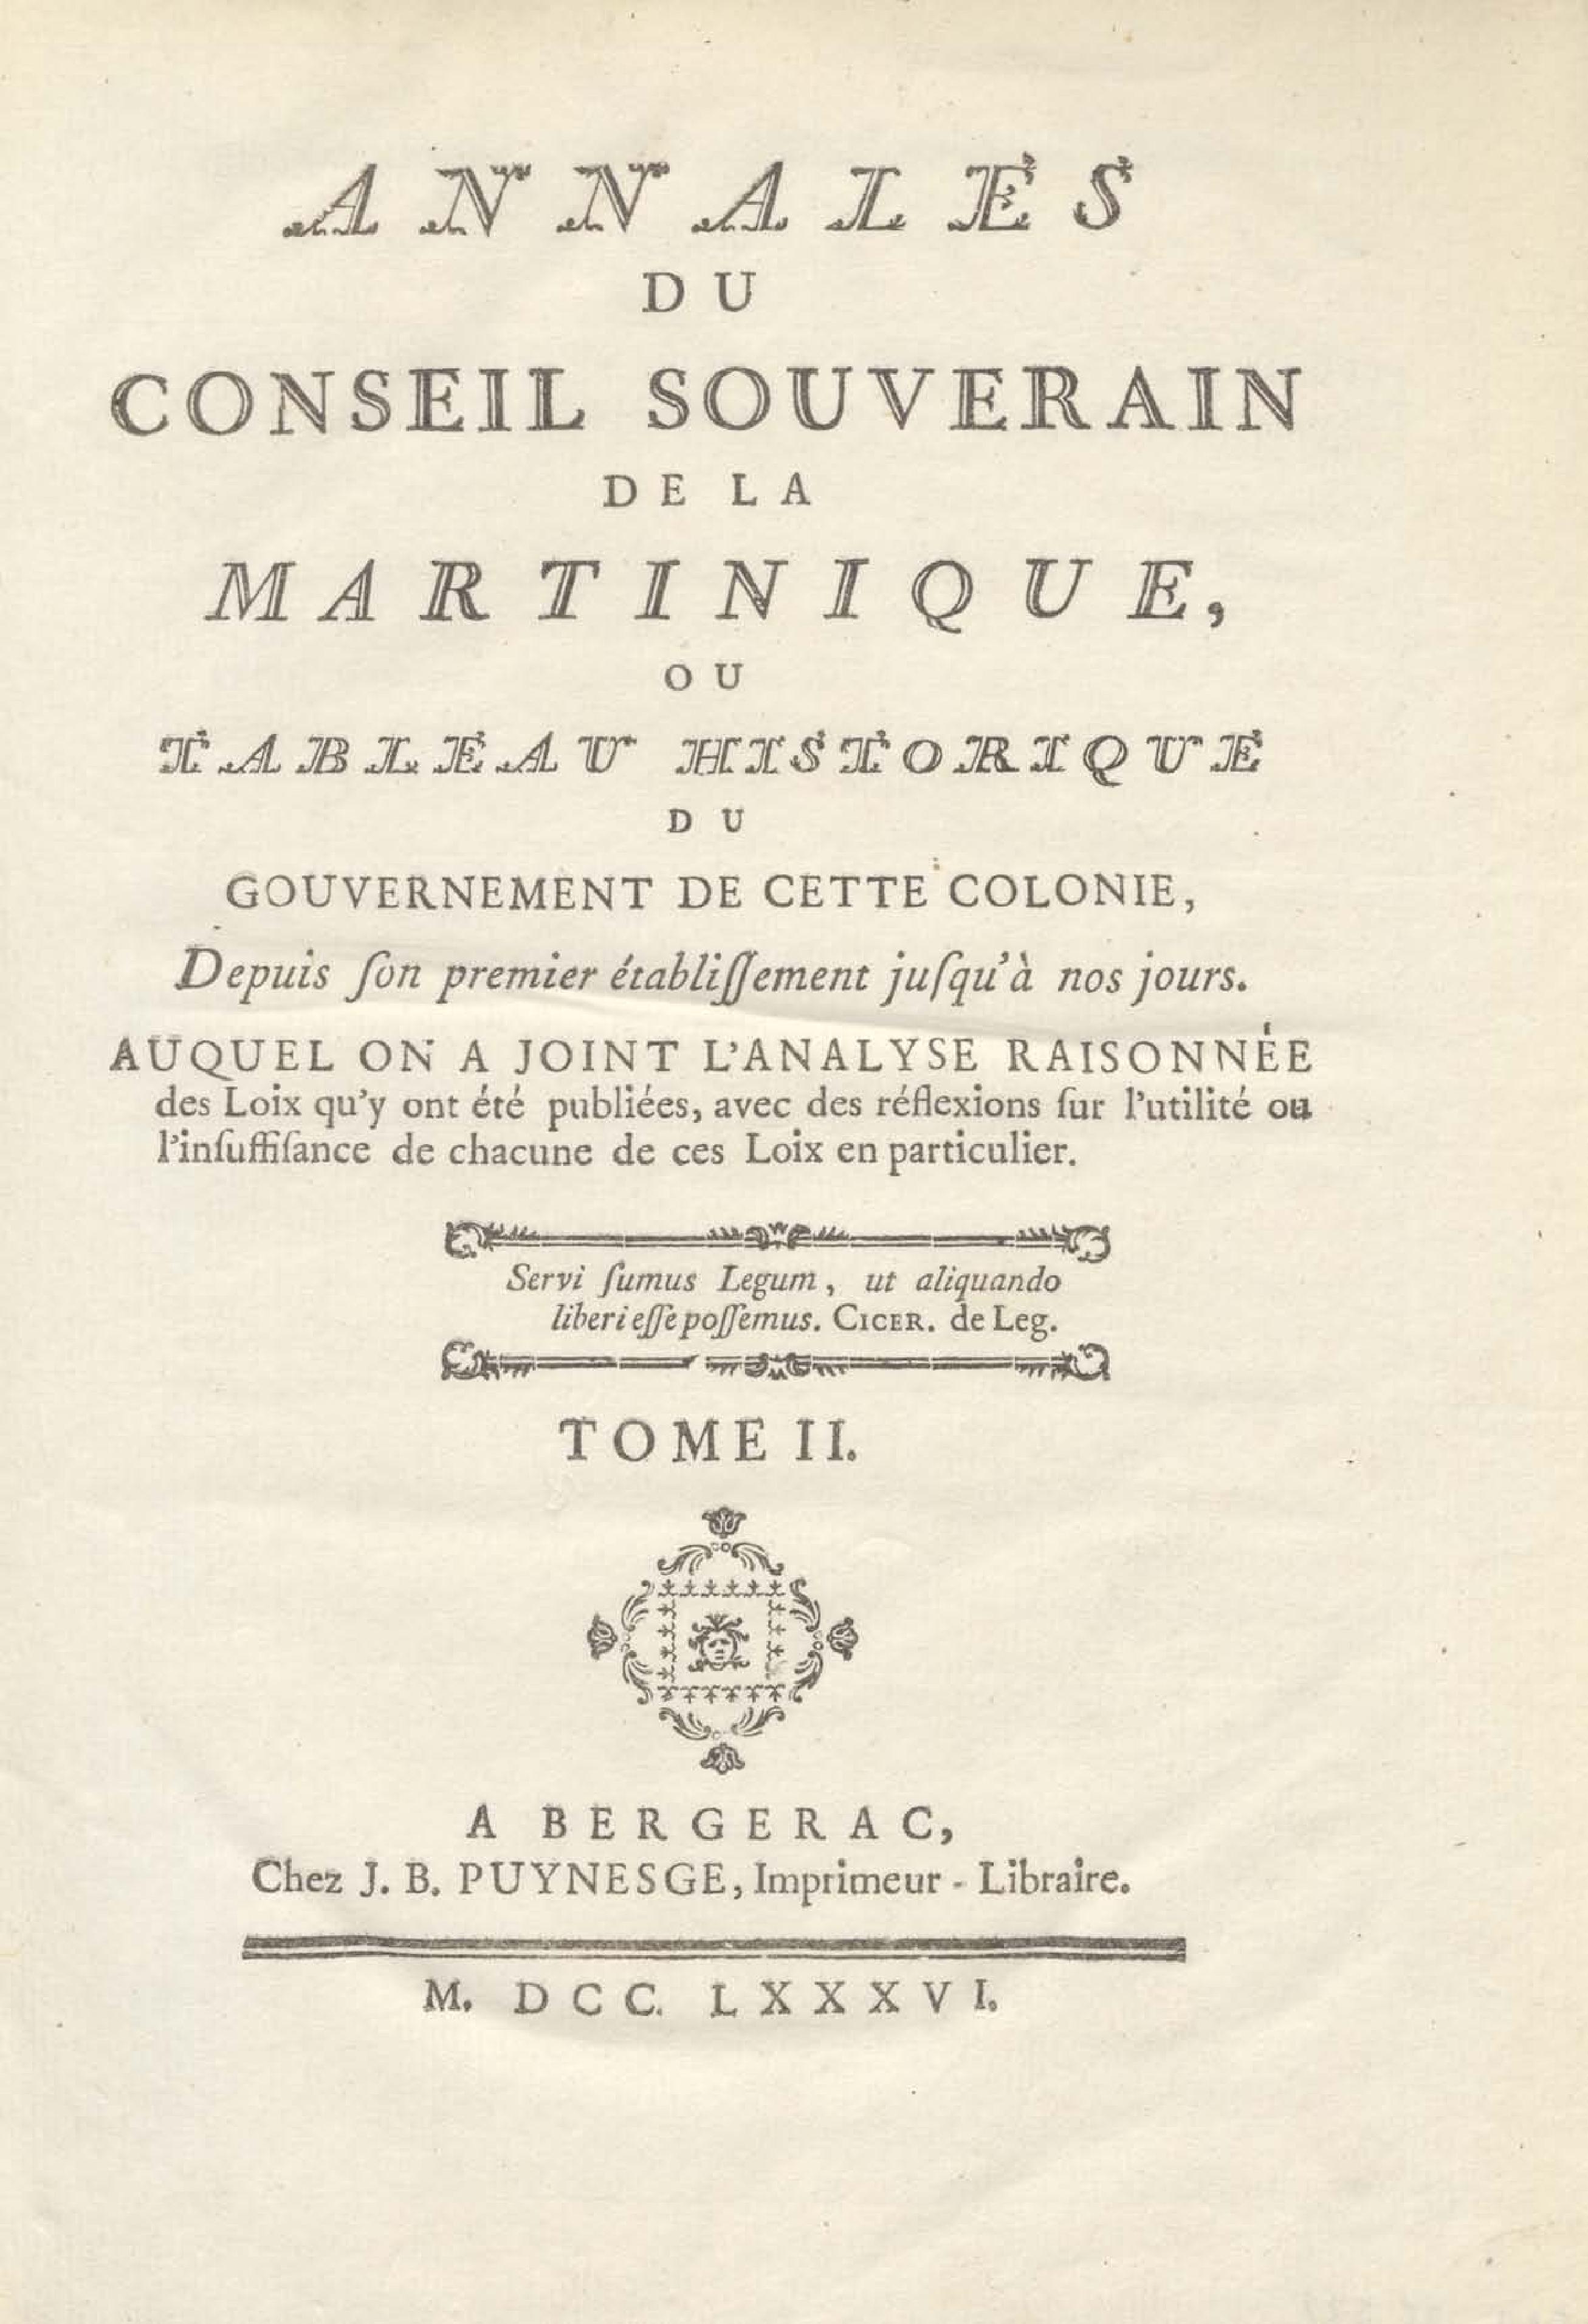 ANNALES
DU
CONSEIL SOUVERAIN
DE LA
MARTINIQUE,
OU
TABLEAU HISTORIQUE
DU
GOUVERNEMENT DE CETTE COLONIE,
Depuis ſon premier établiſſement juſqu'à nos jours.
AUQUEL ON A JOINT L'ANALYSE RAISONNÉE
des Loix qu'y ont été publiées, avec des réflexions ſur l'utilité ou
l'inſuffiſance de chacune de ces Loix en particulier.
Servi ſumus Legum, ut aliquando
liberi eſſe poſſemus. CICER. de Leg.
TOME II.
A BERGERAC,
Chez J. B. PUYNESGE, Imprimeur - Libraire.
M. DCC. LXXXVI.